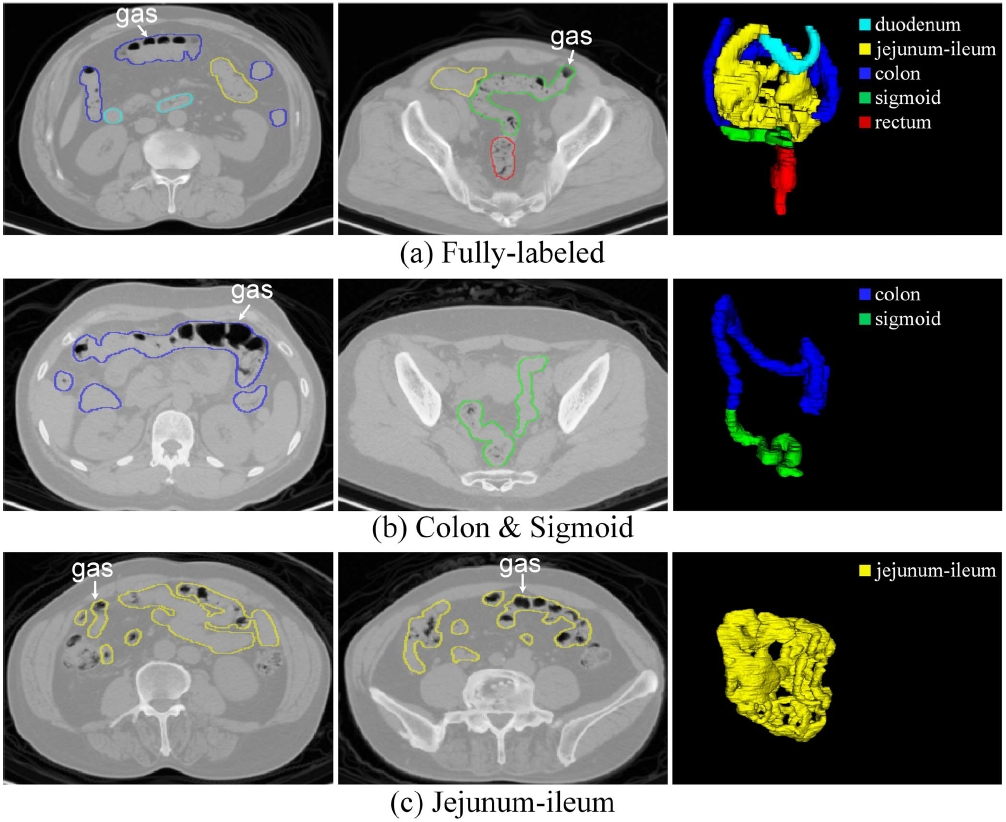 gas
gas
duodenum
jejunum-ileum
colon
sigmoid
rectum
(a) Fully-labeled
gas
colon
sigmoid
(b) Colon & Sigmoid
gas
gas
jejunum-ileum
(c) Jejunum-ileum